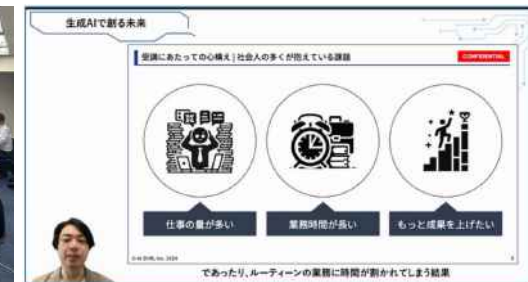 生成AIで創る未来
受講にあたっての心構え|社会人の多くが抱えている課題
CONFIDENTIAL
仕事の量が多い
業務時間が長い
もっと成果を上げたい
であったり、ルーティーンの業務に時間が割かれてしまう結果